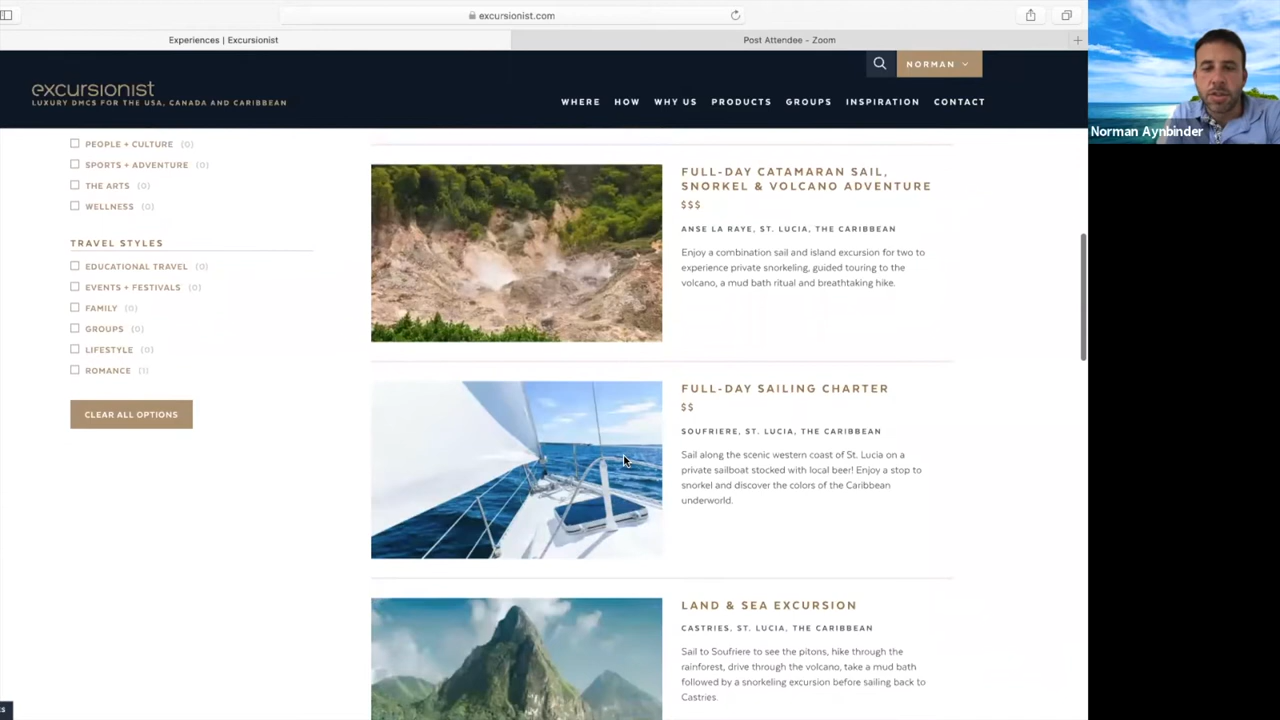 excursionist.com
Experiences | Excursionist
Post Attendee - Zoom
NORMAN
excursionist
LUXURY DMCS FOR THE USA, CANADA AND CARIBBEAN
WHERE HOW WHY US PRODUCTS GROUPS INSPIRATION CONTACT
Norman Aynbinder
PEOPLE + CULTURE (0)
SPORTS + ADVENTURE (0)
THE ARTS (0)
WELLNESS (0)
TRAVEL STYLES
EDUCATIONAL TRAVEL (0)
EVENTS + FESTIVALS (0)
FAMILY (0)
GROUPS (0)
LIFESTYLE (0)
ROMANCE (1)
CLEAR ALL OPTIONS
FULL-DAY CATAMARAN SAIL,
SNORKEL & VOLCANO ADVENTURE
$$$
ANSE LA RAYE, ST. LUCIA, THE CARIBBEAN
Enjoy a combination sail and island excursion for two to
experience private snorkeling, guided touring to the
volcano, a mud bath ritual and breathtaking hike.
FULL-DAY SAILING CHARTER
$$
SOUFRIERE, ST. LUCIA, THE CARIBBEAN
Sail along the scenic western coast of St. Lucia on a
private sailboat stocked with local beer! Enjoy a stop to
snorkel and discover the colors of the Caribbean
underworld.
LAND & SEA EXCURSION
CASTRIES, ST. LUCIA, THE CARIBBEAN
Sail to Soufriere to see the pitons, hike through the
rainforest, drive through the volcano, take a mud bath
followed by a snorkeling excursion before sailing back to
Castries.